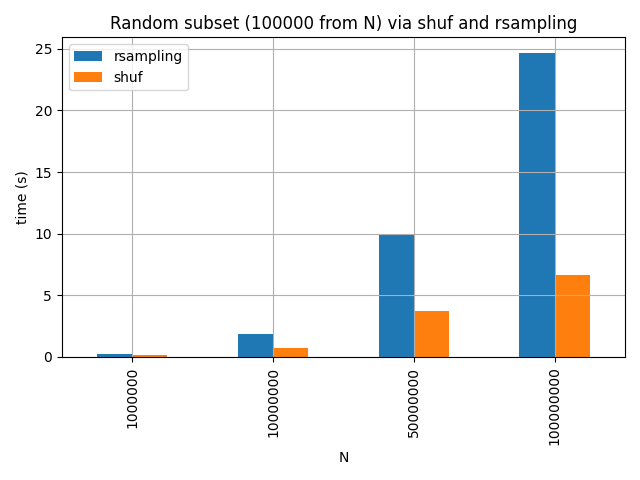 Random subset (100000 from N) via shuf and rsampling
rsampling
shuf
25
20
15
10
5
0
time (s)
1000000
10000000
50000000
100000000
N